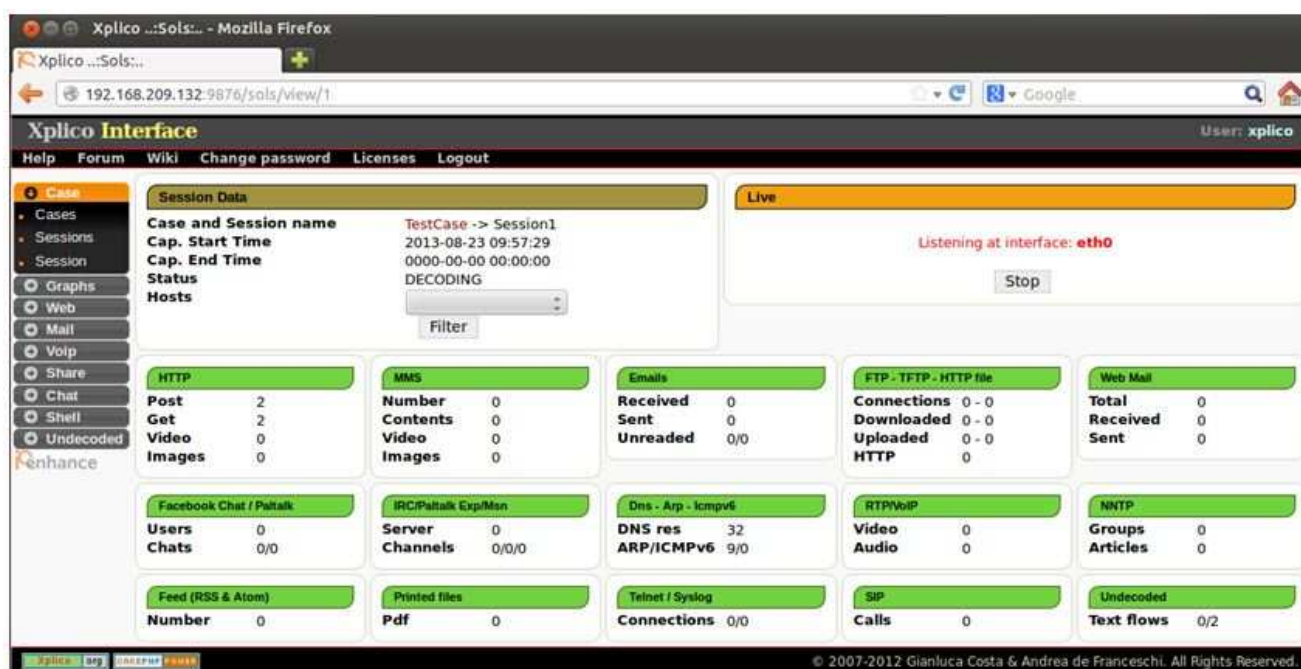 Xplico ..:Sols:.. - Mozilla Firefox
Xplico ..:Sols:..
192.168.209.132:9876/sols/view/1
Google
Xplico Interface
User: xplico
Help Forum Wiki Change password Licenses Logout
Case
Cases
Sessions
Session
Graphs
Web
Mail
Voip
Share
Chat
Shell
Undecoded
enhance
Session Data
Case and Session name TestCase -> Session1
Cap. Start Time 2013-08-23 09:57:29
Cap. End Time 0000-00-00 00:00:00
Status DECODING
Hosts
Filter
Live
Listening at interface: eth0
Stop
HTTP
Post 2
Get 2
Video 0
Images 0
MMS
Number 0
Contents 0
Video 0
Images 0
Emails
Received 0
Sent 0
Unreaded 0/0
FTP - TFTP - HTTP file
Connections 0 - 0
Downloaded 0 - 0
Uploaded 0 - 0
HTTP 0
Web Mail
Total 0
Received 0
Sent 0
Facebook Chat / Paltalk
Users 0
Chats 0/0
IRC/Paltalk Exp/Msn
Server 0
Channels 0/0/0
Dns - Arp - Icmpv6
DNS res 32
ARP/ICMPv6 9/0
RTP/VoIP
Video 0
Audio 0
NNTP
Groups 0
Articles 0
Feed (RSS & Atom)
Number 0
Printed files
Pdf 0
Telnet / Syslog
Connections 0/0
SIP
Calls 0
Undecoded
Text flows 0/2
Xplico .org CAKEPHP POWER
© 2007-2012 Gianluca Costa & Andrea de Franceschi. All Rights Reserved